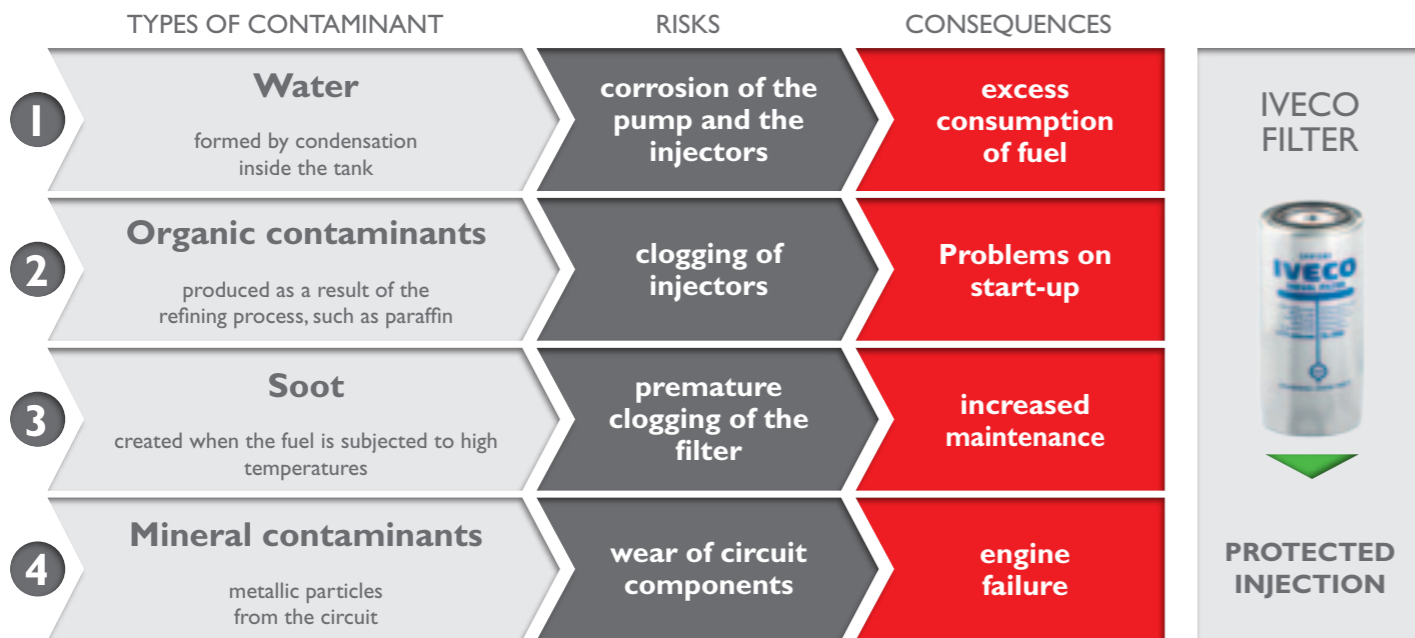 TYPES OF CONTAMINANT
RISKS
CONSEQUENCES
1
Water
formed by condensation
inside the tank
corrosion of the
pump and the
injectors
excess
consumption
of fuel
2
Organic contaminants
produced as a result of the
refining process, such as paraffin
clogging of
injectors
Problems on
start-up
3
Soot
created when the fuel is subjected to high
temperatures
premature
clogging of the
filter
increased
maintenance
4
Mineral contaminants
metallic particles
from the circuit
wear of circuit
components
engine
failure
IVECO
FILTER
IVECO
PROTECTED
INJECTION